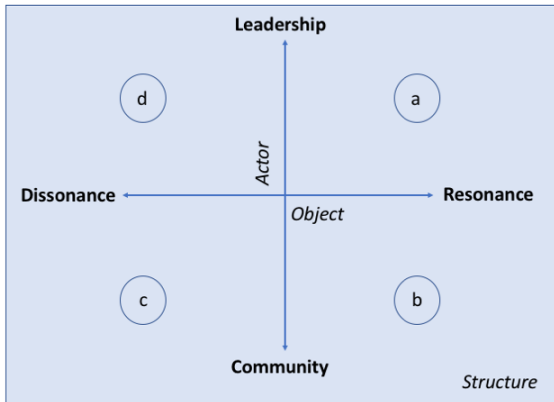 Leadership
d
a
Actor
Dissonance
Resonance
Object
c
b
Community
Structure